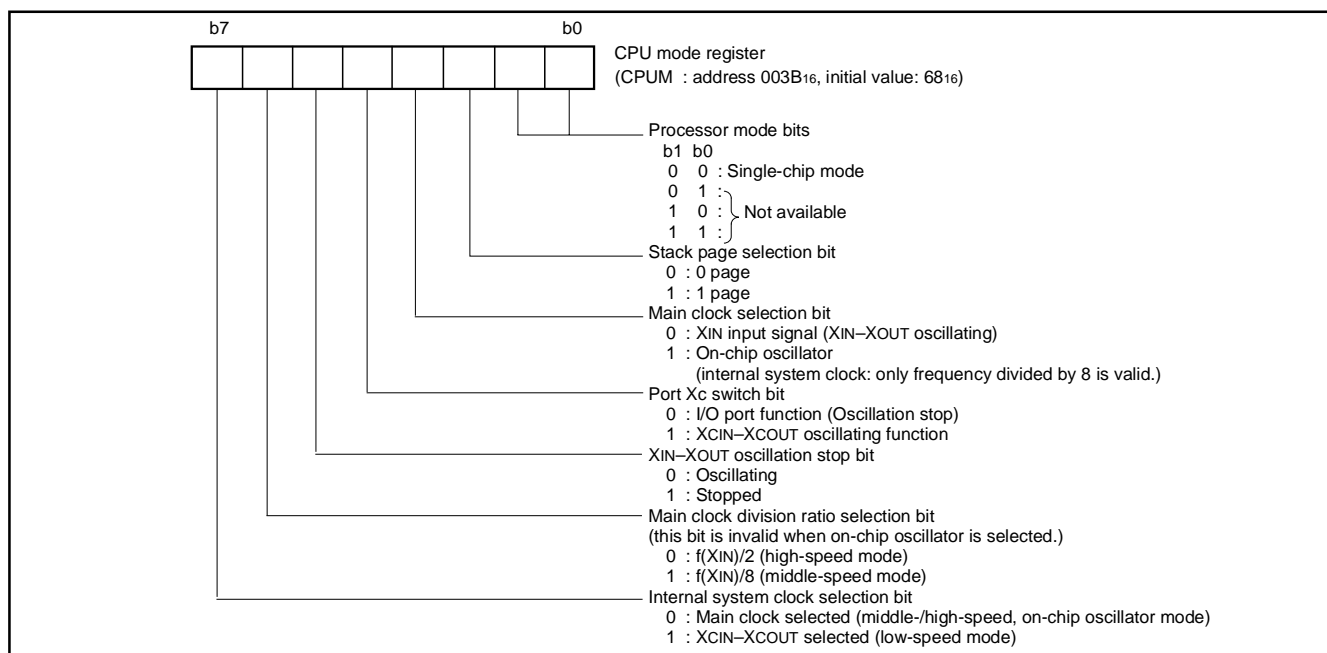 b7 b0
CPU mode register
(CPUM : address 003B16, initial value: 6816)
Processor mode bits
b1 b0
0 0 : Single-chip mode
0 1 :
1 0 : Not available
1 1 :
Stack page selection bit
0 : 0 page
1 : 1 page
Main clock selection bit
0 : XIN input signal (XIN–XOUT oscillating)
1 : On-chip oscillator
(internal system clock: only frequency divided by 8 is valid.)
Port Xc switch bit
0 : I/O port function (Oscillation stop)
1 : XCIN–XCOUT oscillating function
XIN–XOUT oscillation stop bit
0 : Oscillating
1 : Stopped
Main clock division ratio selection bit
(this bit is invalid when on-chip oscillator is selected.)
0 : f(XIN)/2 (high-speed mode)
1 : f(XIN)/8 (middle-speed mode)
Internal system clock selection bit
0 : Main clock selected (middle-/high-speed, on-chip oscillator mode)
1 : XCIN–XCOUT selected (low-speed mode)